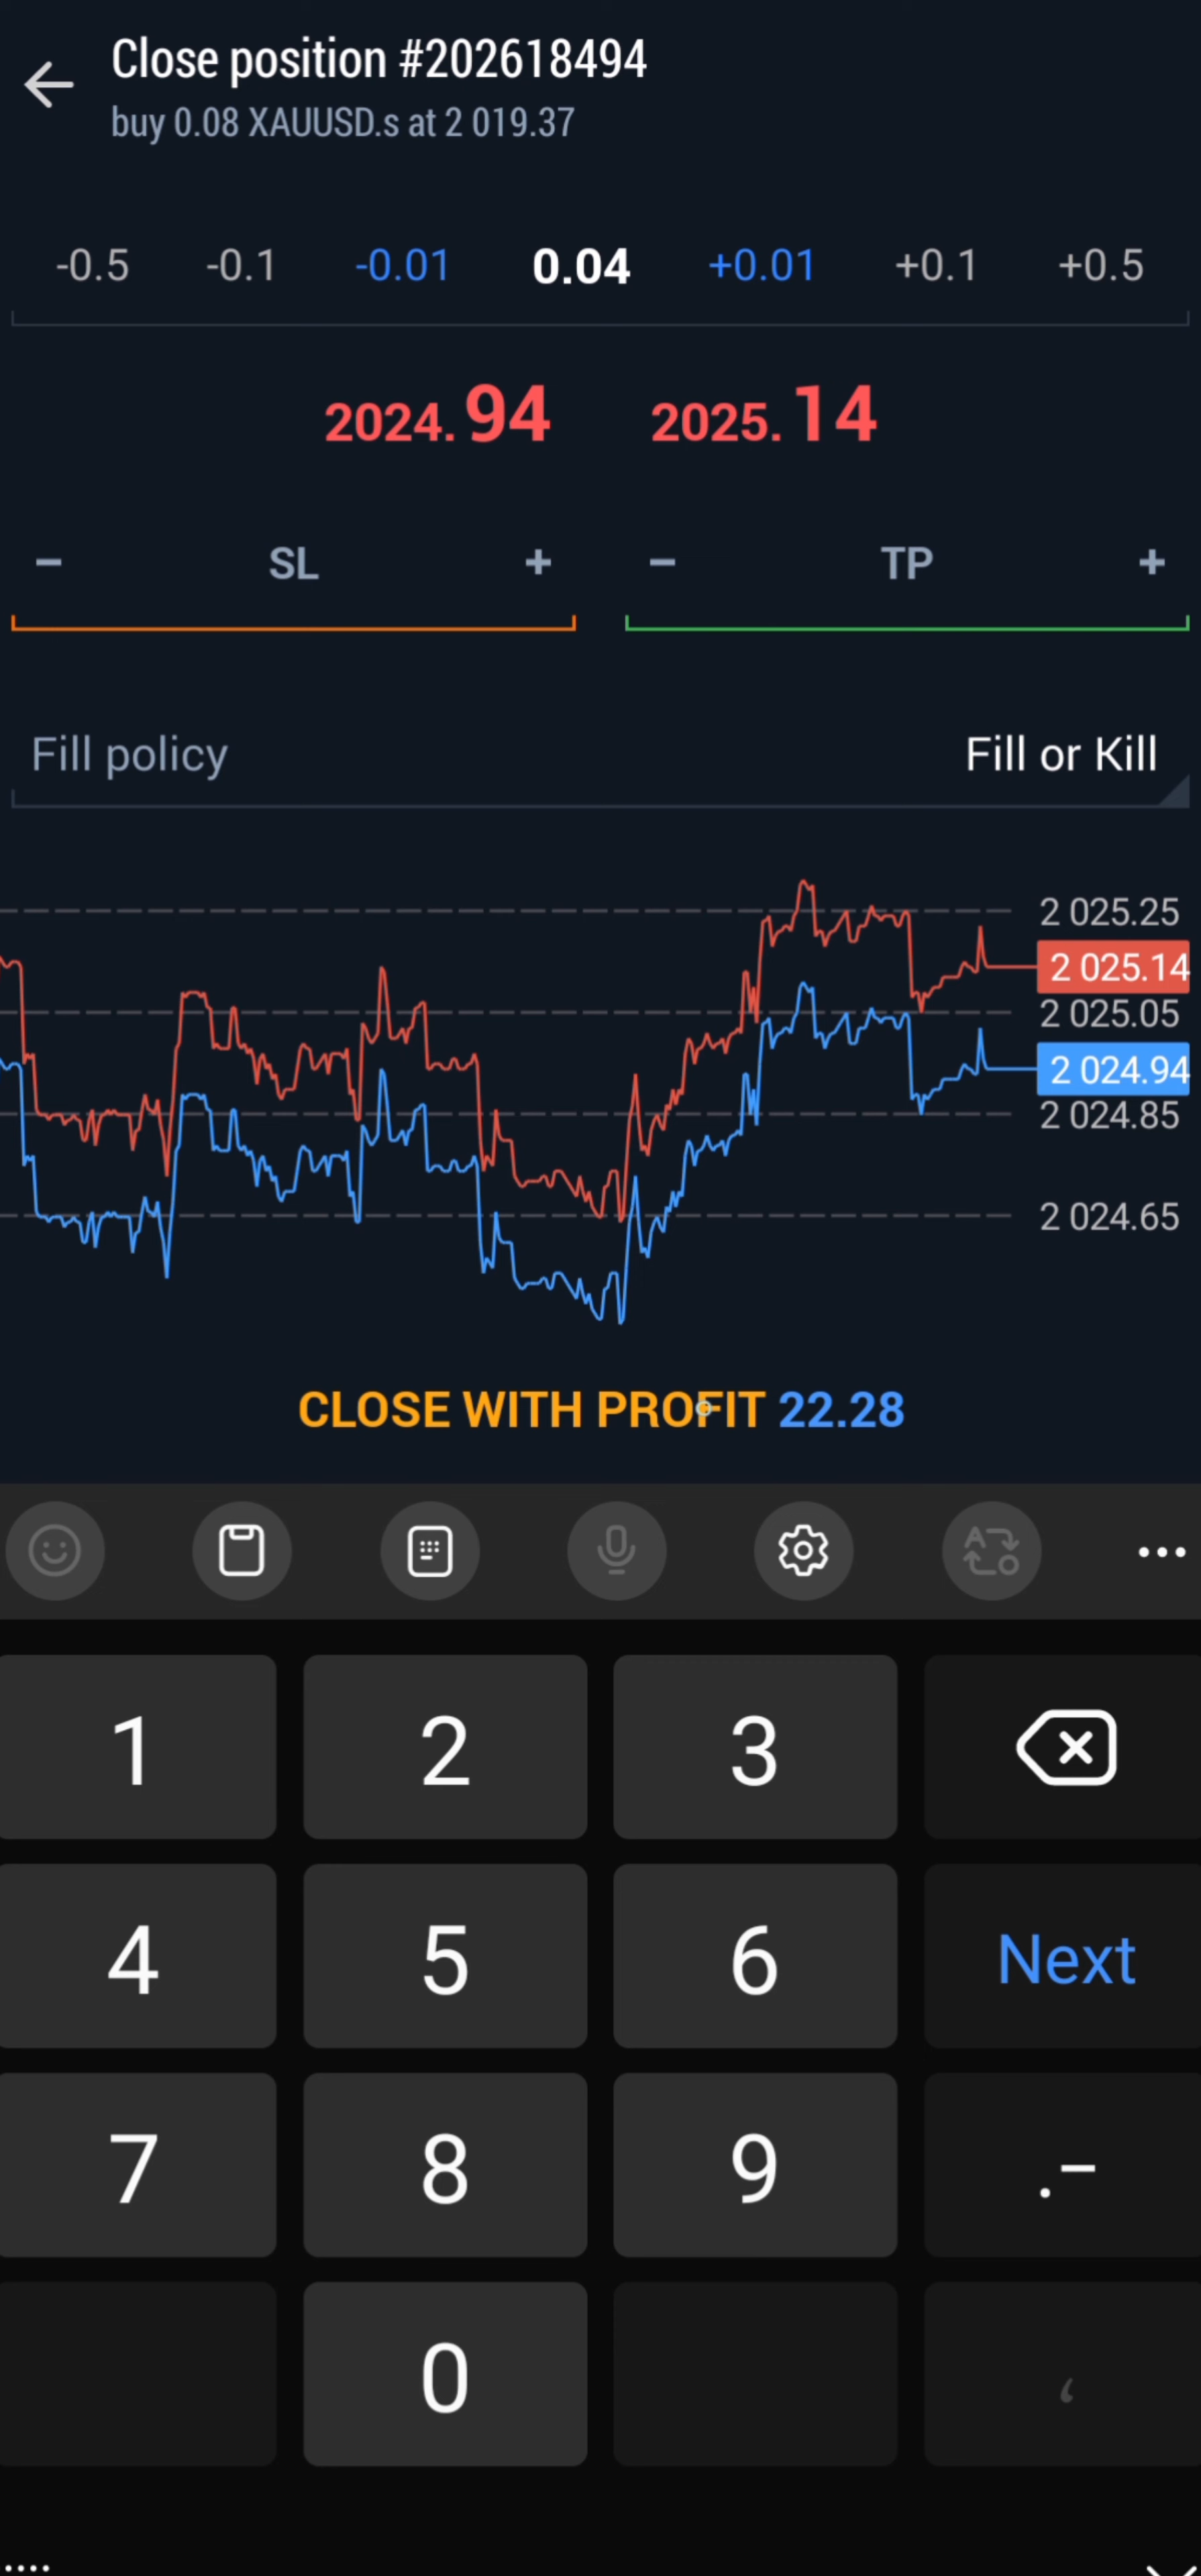 Close position #202618494
buy 0.08 XAUUSD.s at 2 019.37
-0.5 -0.1 -0.01 0.04 +0.01 +0.1 +0.5
2024.94 2025.14
− SL + − TP +
Fill policy Fill or Kill
2 025.25
2 025.14
2 025.05
2 024.94
2 024.85
2 024.65
CLOSE WITH PROFIT 22.28
1 2 3
4 5 6 Next
7 8 9 .−
0 ،